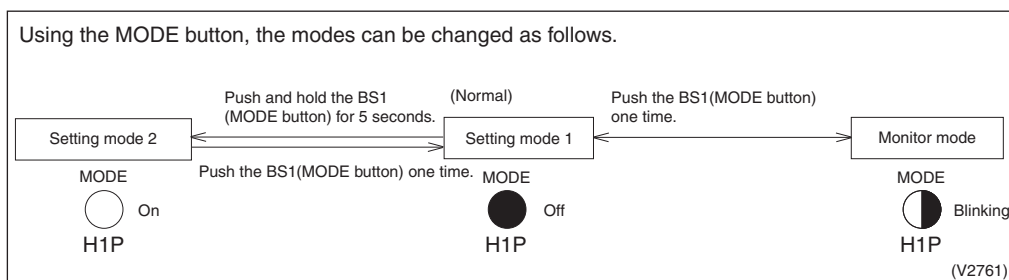 Using the MODE button, the modes can be changed as follows.
Push and hold the BS1
(MODE button) for 5 seconds.
(Normal)
Push the BS1(MODE button)
one time.
Setting mode 2
Setting mode 1
Monitor mode
Push the BS1(MODE button) one time.
MODE
On
H1P
MODE
Off
H1P
MODE
Blinking
H1P
(V2761)